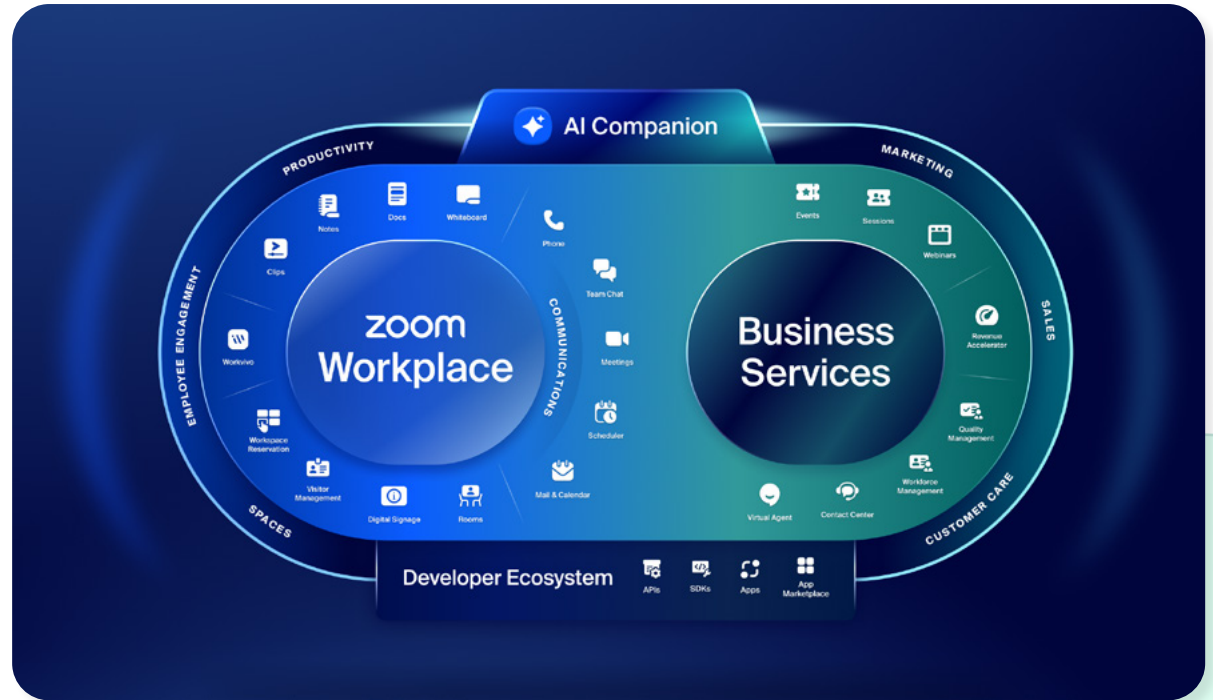 AI Companion
PRODUCTIVITY
EMPLOYEE ENGAGEMENT
SPACES
COMMUNICATIONS
MARKETING
SALES
CUSTOMER CARE
zoom
Workplace
Docs
Whiteboard
Notes
Clips
Workvivo
Workspace
Reservation
Visitor
Management
Digital Signage
Rooms
Phone
Team Chat
Meetings
Scheduler
Mail & Calendar
Business
Services
Events
Sessions
Webinars
Revenue
Accelerator
Quality
Management
Workforce
Management
Contact Center
Virtual Agent
Developer Ecosystem
APIs
SDKs
Apps
App
Marketplace